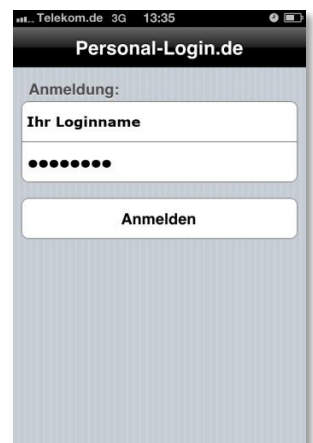 Telekom.de 3G 13:35
Personal-Login.de
Anmeldung:
Ihr Loginname
●●●●●●●●
Anmelden